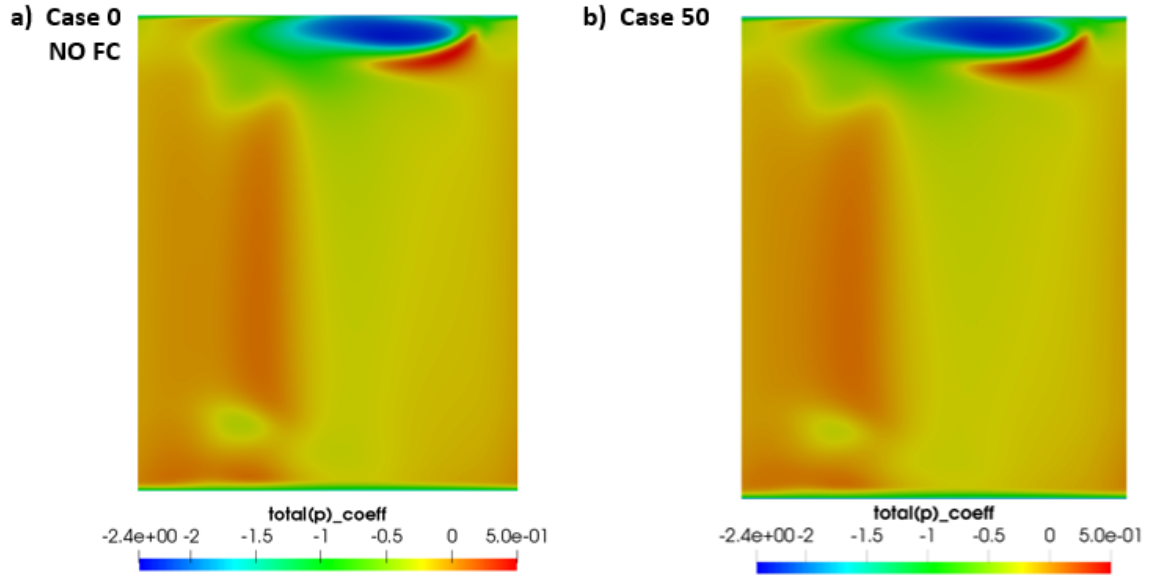 a) Case 0
NO FC
b) Case 50
total(p)_coeff
-2.4e+00 -2 -1.5 -1 -0.5 0 5.0e-01
total(p)_coeff
-2.4e+00 -2 -1.5 -1 -0.5 0 5.0e-01